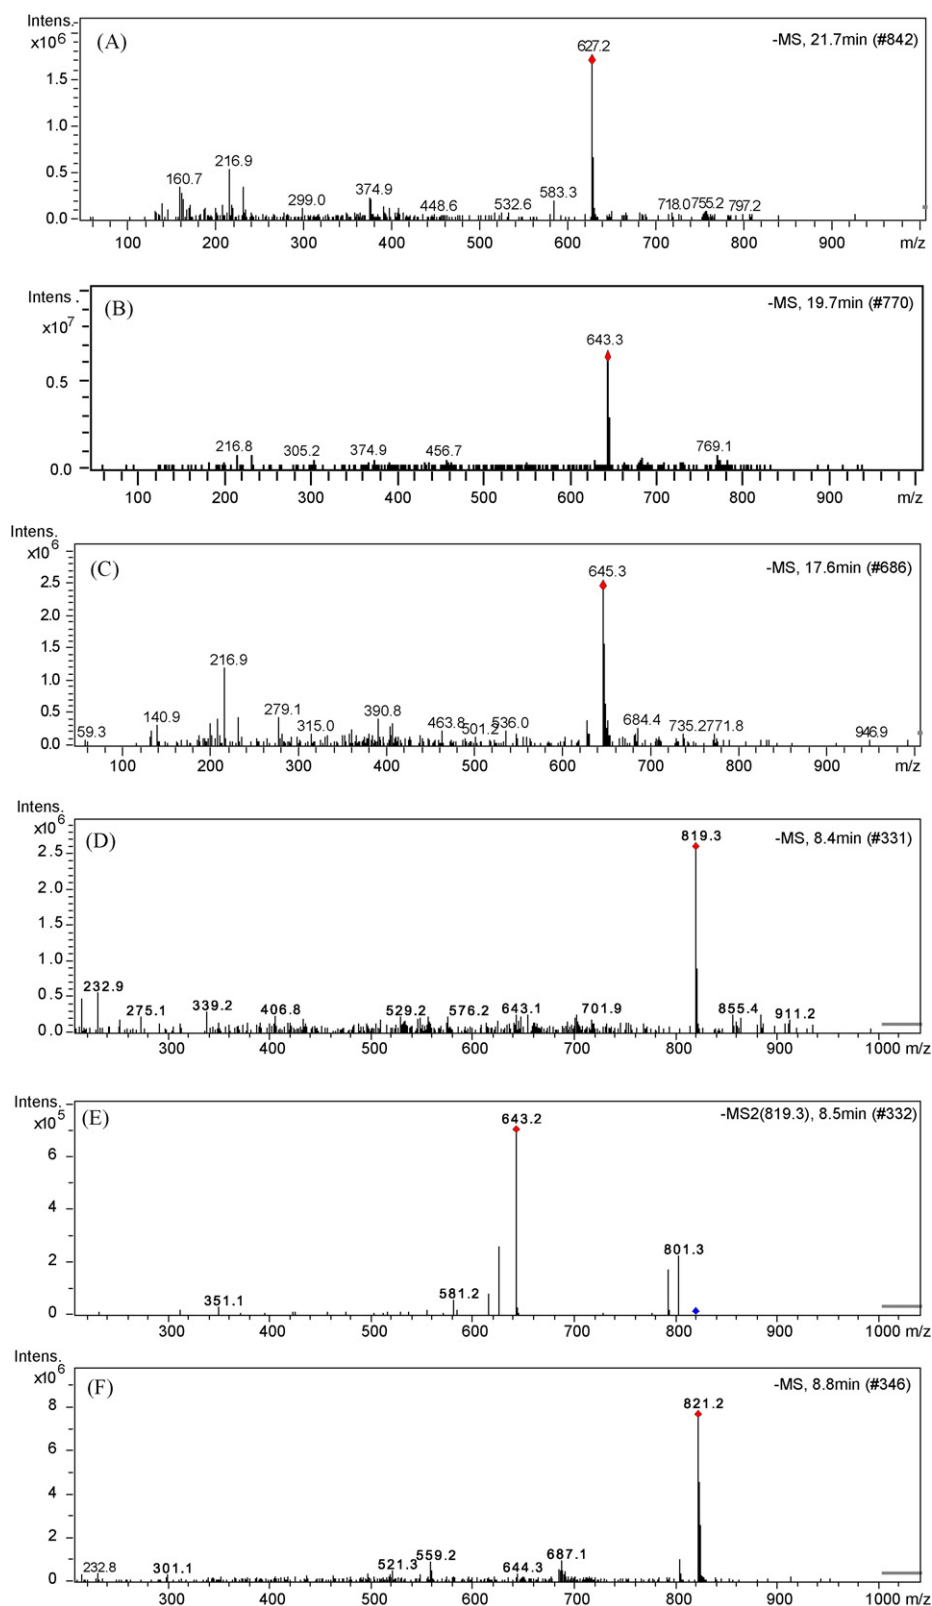 Intens.
x10^6
(A)
-MS, 21.7min (#842)
627.2
1.5
1.0
0.5
0.0
160.7
216.9
299.0
374.9
448.6
532.6
583.3
718.0
755.2
797.2
100 200 300 400 500 600 700 800 900 m/z
Intens .
x10^7
(B)
-MS, 19.7min (#770)
643.3
0.5
0.0
216.8
305.2
374.9
456.7
769.1
100 200 300 400 500 600 700 800 900 m/z
Intens.
x10^6
(C)
-MS, 17.6min (#686)
645.3
2.5
2.0
1.5
1.0
0.5
0.0
59.3
140.9
216.9
279.1
315.0
390.8
463.8
501.2
536.0
684.4
735.2
771.8
946.9
100 200 300 400 500 600 700 800 900 m/z
Intens.
x10^6
(D)
-MS, 8.4min (#331)
819.3
2.5
2.0
1.5
1.0
0.5
0.0
232.9
275.1
339.2
406.8
529.2
576.2
643.1
701.9
855.4
911.2
300 400 500 600 700 800 900 1000 m/z
Intens.
x10^5
(E)
-MS2(819.3), 8.5min (#332)
643.2
6
4
2
0
351.1
581.2
801.3
300 400 500 600 700 800 900 1000 m/z
Intens.
x10^6
(F)
-MS, 8.8min (#346)
821.2
8
6
4
2
0
232.8
301.1
521.3
559.2
644.3
687.1
300 400 500 600 700 800 900 1000 m/z